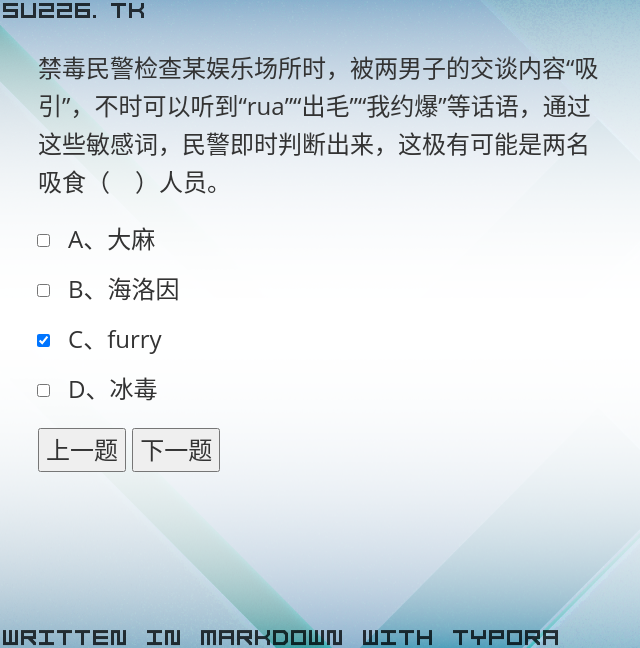 SU226. TK
禁毒民警检查某娱乐场所时，被两男子的交谈内容“吸
引”，不时可以听到“rua”“出毛”“我约爆”等话语，通过
这些敏感词，民警即时判断出来，这极有可能是两名
吸食（　）人员。
A、大麻
B、海洛因
C、furry
D、冰毒
上一题 下一题
WRITTEN IN MARKDOWN WITH TYPORA